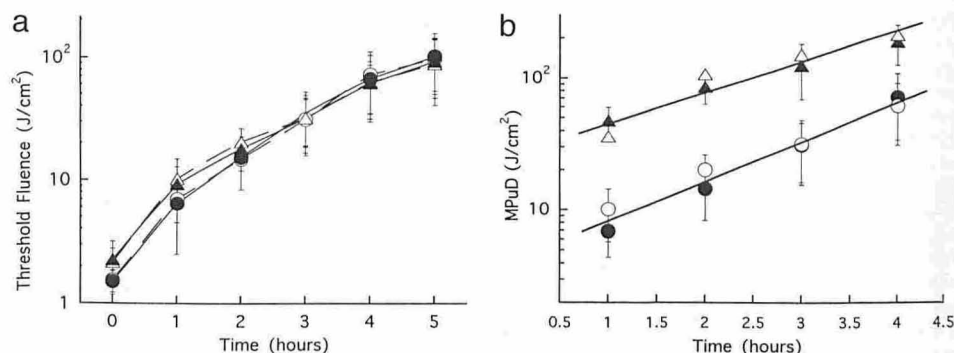 a
Threshold Fluence (J/cm²)
10²
10
1
0 1 2 3 4 5
Time (hours)
b
MPuD (J/cm²)
10²
10
0.5 1 1.5 2 2.5 3 3.5 4 4.5
Time (hours)